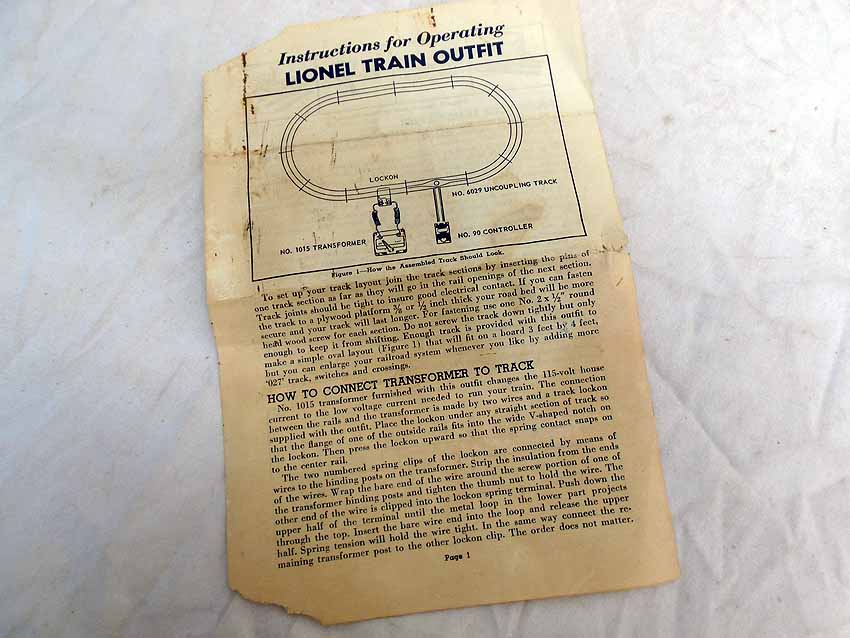 Instructions for Operating
LIONEL TRAIN OUTFIT
LOCKON
NO. 6029 UNCOUPLING TRACK
NO. 1015 TRANSFORMER
NO. 90 CONTROLLER
Figure 1—How the Assembled Track Should Look.
To set up your track layout join the track sections by inserting the pins of
one track section as far as they will go in the rail openings of the next section.
Track joints should be tight to insure good electrical contact. If you can fasten
the track to a plywood platform ⅜ or ½ inch thick your road bed will be more
secure and your track will last longer. For fastening use one No. 2 x ½" round
head wood screw for each section. Do not screw the track down tightly but only
enough to keep it from shifting. Enough track is provided with this outfit to
make a simple oval layout (Figure 1) that will fit on a board 3 feet by 4 feet,
but you can enlarge your railroad system whenever you like by adding more
'027' track, switches and crossings.
HOW TO CONNECT TRANSFORMER TO TRACK
No. 1015 transformer furnished with this outfit changes the 115-volt house
current to the low voltage current needed to run your train. The connection
between the rails and the transformer is made by two wires and a track lockon
supplied with the outfit. Place the lockon under any straight section of track so
that the flange of one of the outside rails fits into the wide V-shaped notch on
the lockon. Then press the lockon upward so that the spring contact snaps on
to the center rail.
The two numbered spring clips of the lockon are connected by means of
wires to the binding posts on the transformer. Strip the insulation from the ends
of the wires. Wrap the bare end of the wire around the screw portion of one of
the transformer binding posts and tighten the thumb nut to hold the wire. The
other end of the wire is clipped into the lockon spring terminal. Push down the
upper half of the terminal until the metal loop in the lower part projects
through the top. Insert the bare wire end into the loop and release the upper
half. Spring tension will hold the wire tight. In the same way connect the re-
maining transformer post to the other lockon clip. The order does not matter.
Page 1